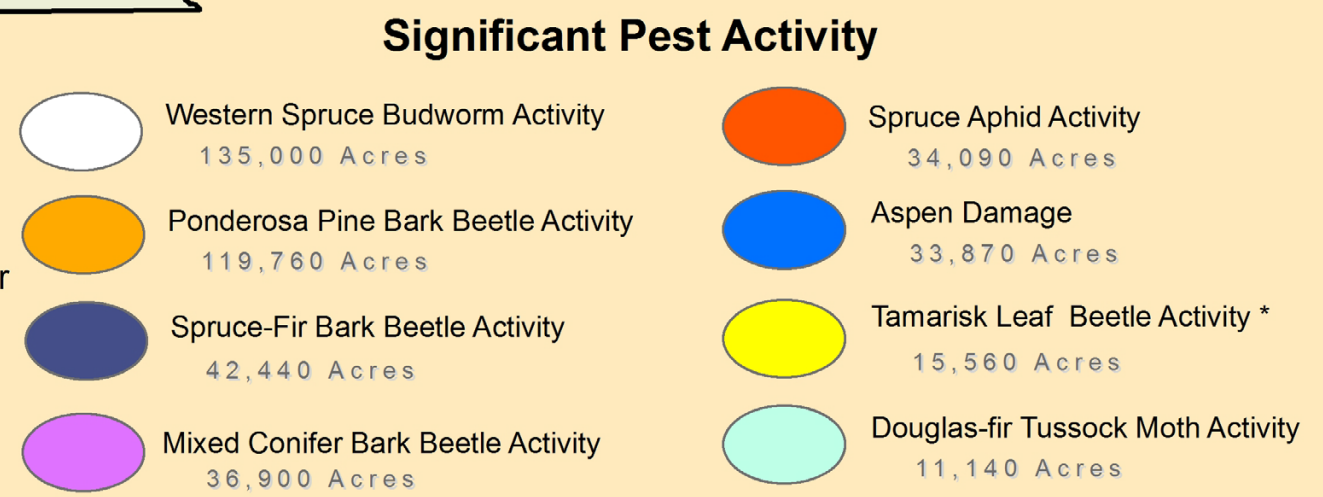 Significant Pest Activity
Western Spruce Budworm Activity
135,000 Acres
Ponderosa Pine Bark Beetle Activity
119,760 Acres
r
Spruce-Fir Bark Beetle Activity
42,440 Acres
Mixed Conifer Bark Beetle Activity
36,900 Acres
Spruce Aphid Activity
34,090 Acres
Aspen Damage
33,870 Acres
Tamarisk Leaf  Beetle Activity *
15,560 Acres
Douglas-fir Tussock Moth Activity
11,140 Acres